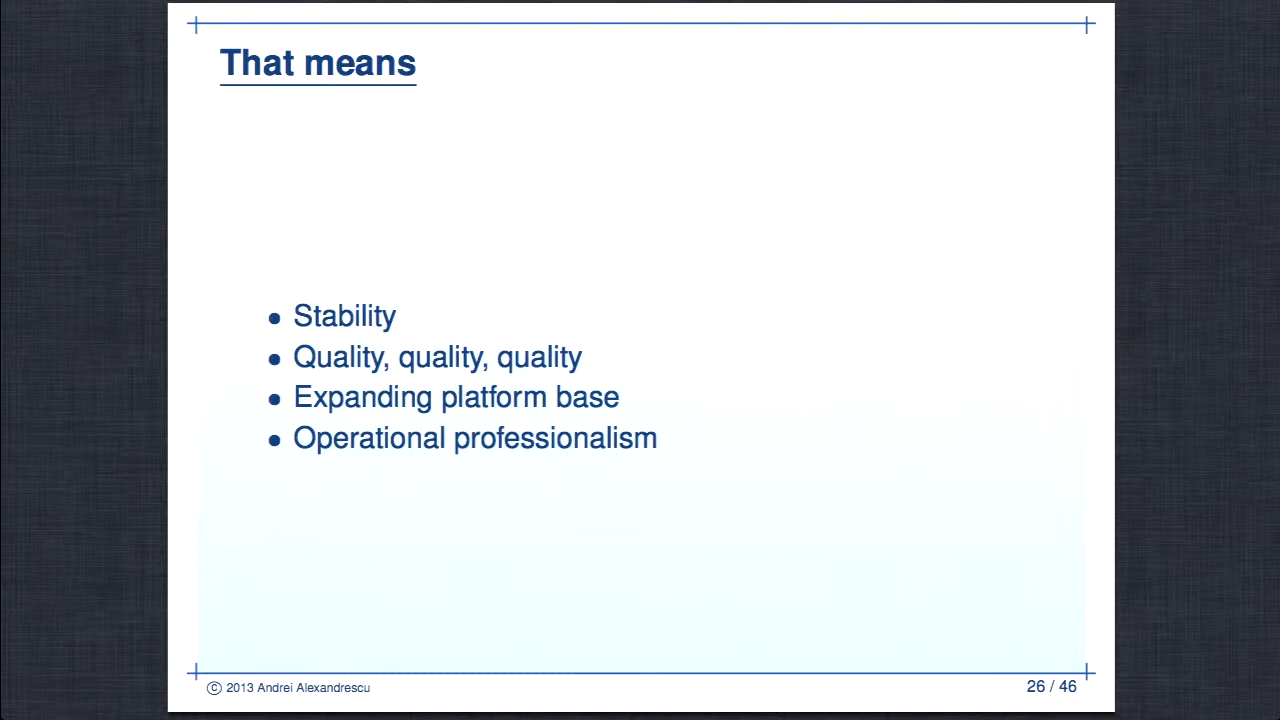 That means
● Stability
● Quality, quality, quality
● Expanding platform base
● Operational professionalism
© 2013 Andrei Alexandrescu
26 / 46